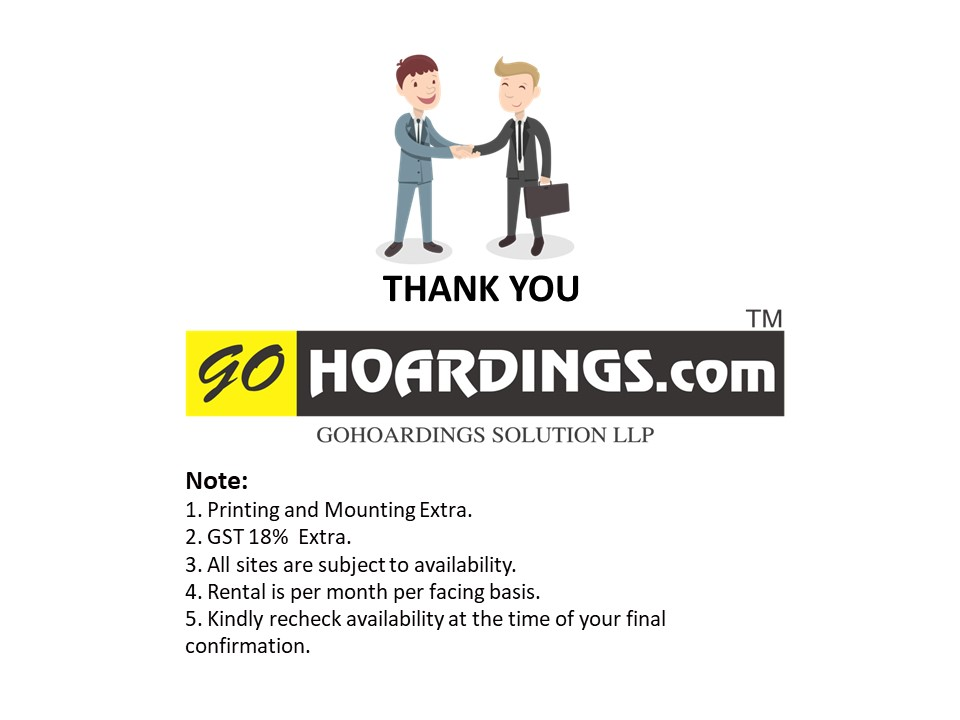 THANK YOU
TM
GO HOARDINGS.com
GOHOARDINGS SOLUTION LLP
Note:
1. Printing and Mounting Extra.
2. GST 18% Extra.
3. All sites are subject to availability.
4. Rental is per month per facing basis.
5. Kindly recheck availability at the time of your final
confirmation.